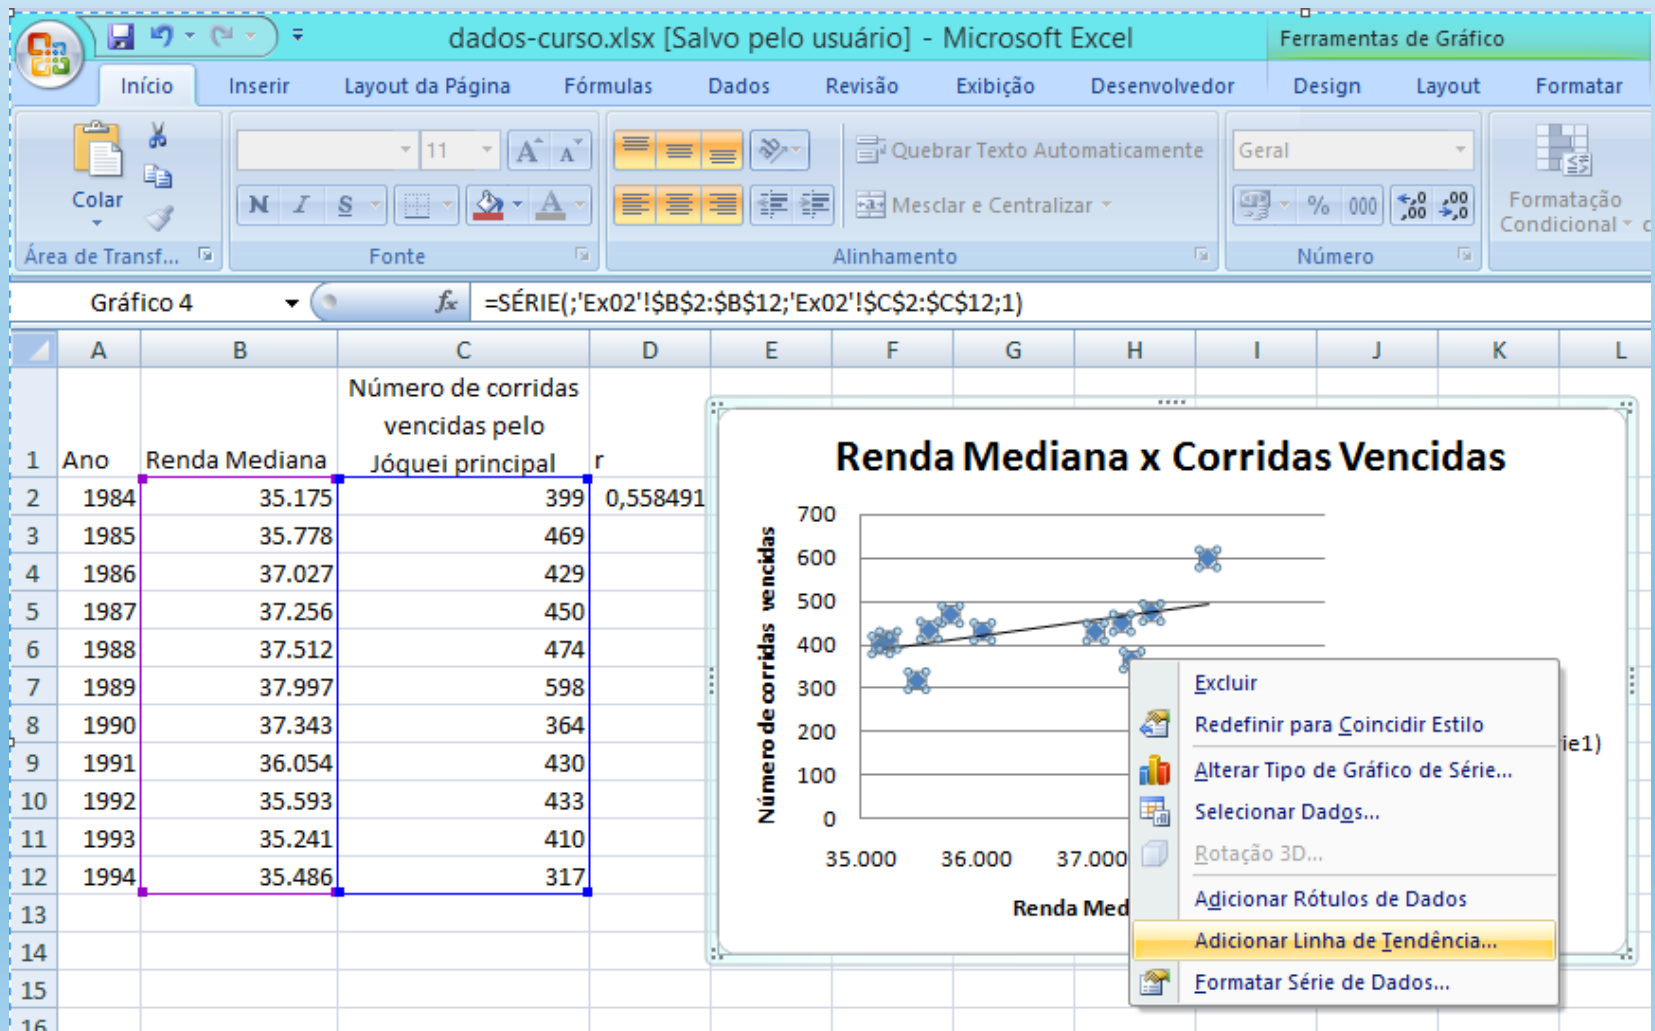 dados-curso.xlsx [Salvo pelo usuário] - Microsoft Excel
Ferramentas de Gráfico
Início Inserir Layout da Página Fórmulas Dados Revisão Exibição Desenvolvedor Design Layout Formatar
Colar
Área de Transf...
11 A A
N I S A
Fonte
Quebrar Texto Automaticamente
Mesclar e Centralizar
Alinhamento
Geral
% 000 ,0 ,00 ,00 ,0
Número
Formatação
Condicional
Gráfico 4 fx =SÉRIE(;'Ex02'!$B$2:$B$12;'Ex02'!$C$2:$C$12;1)
A B C D E F G H I J K L
1 Ano Renda Mediana Número de corridas
vencidas pelo
Jóquei principal r
2 1984 35.175 399 0,558491
3 1985 35.778 469
4 1986 37.027 429
5 1987 37.256 450
6 1988 37.512 474
7 1989 37.997 598
8 1990 37.343 364
9 1991 36.054 430
10 1992 35.593 433
11 1993 35.241 410
12 1994 35.486 317
13
14
15
16
Renda Mediana x Corridas Vencidas
Número de corridas vencidas
700
600
500
400
300
200
100
0
35.000 36.000 37.000
Renda Med
ie1)
Excluir
Redefinir para Coincidir Estilo
Alterar Tipo de Gráfico de Série...
Selecionar Dados...
Rotação 3D...
Adicionar Rótulos de Dados
Adicionar Linha de Tendência...
Formatar Série de Dados...